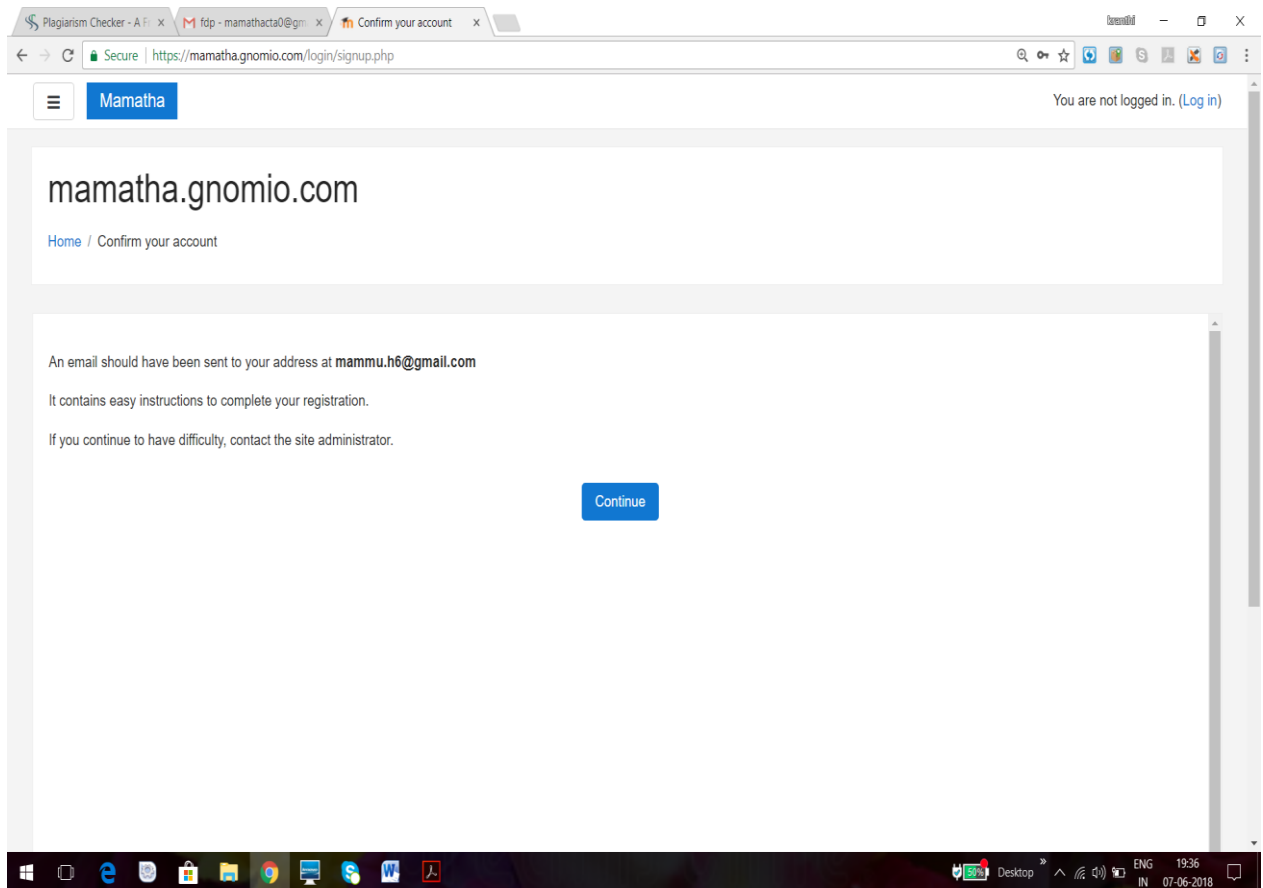 Plagiarism Checker - A F
fdp - mamathacta0@gm
Confirm your account
Secure | https://mamatha.gnomio.com/login/signup.php
Mamatha
You are not logged in. (Log in)
mamatha.gnomio.com
Home / Confirm your account
An email should have been sent to your address at mammu.h6@gmail.com
It contains easy instructions to complete your registration.
If you continue to have difficulty, contact the site administrator.
Continue
50%
Desktop
ENG
IN
19:36
07-06-2018